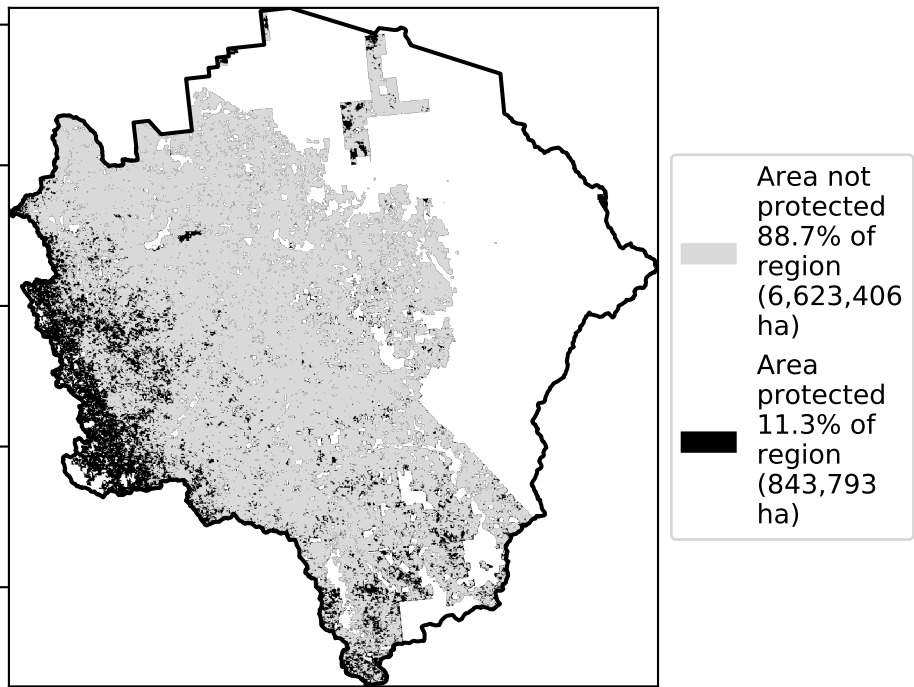 Area not
protected
88.7% of
region
(6,623,406
ha)
Area
protected
11.3% of
region
(843,793
ha)